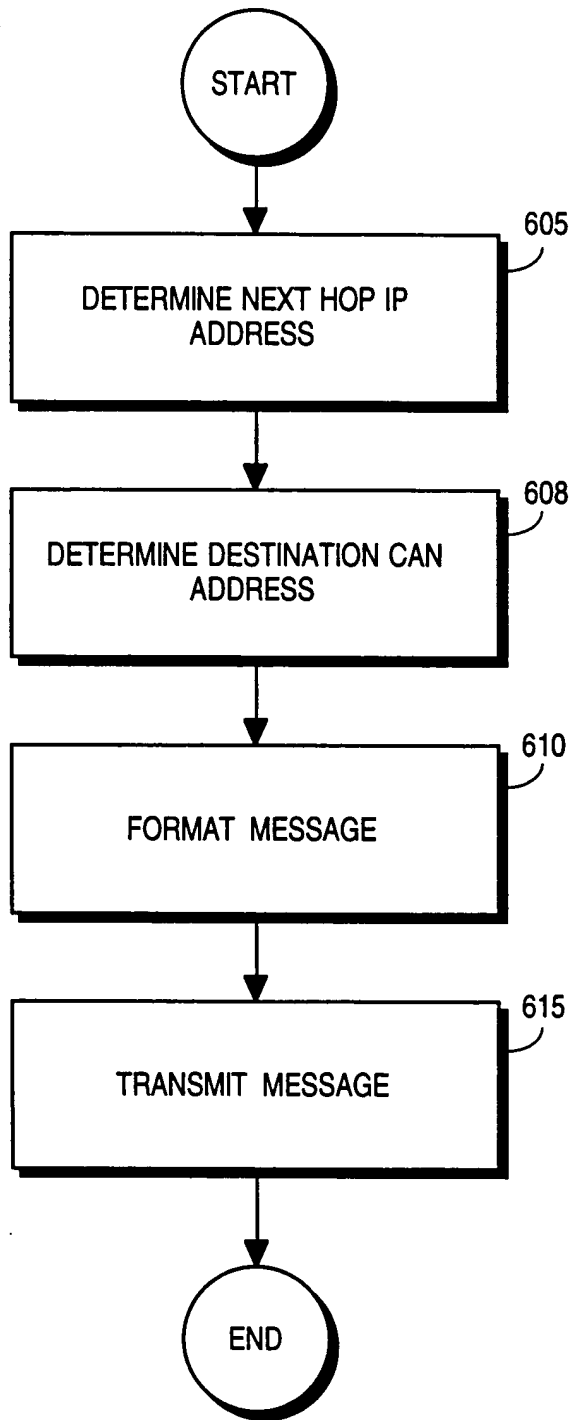 START
605
DETERMINE NEXT HOP IP
ADDRESS
608
DETERMINE DESTINATION CAN
ADDRESS
610
FORMAT MESSAGE
615
TRANSMIT MESSAGE
END